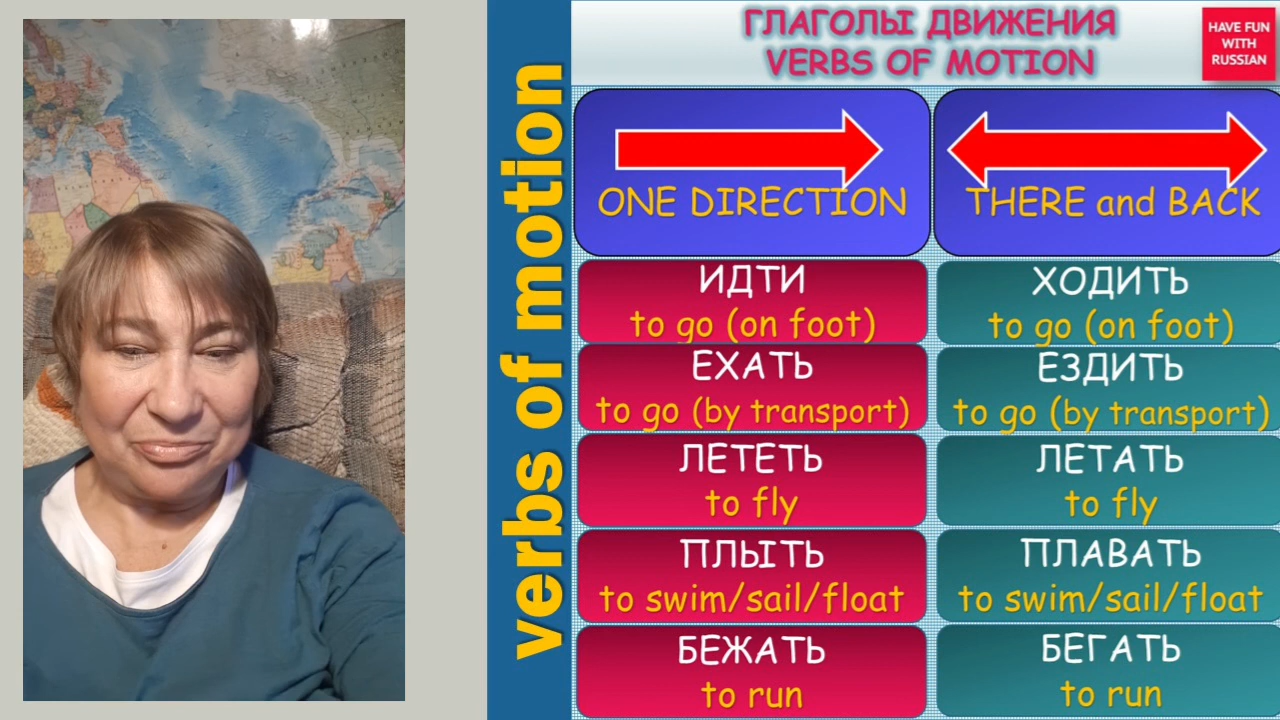 verbs of motion
ГЛАГОЛЫ ДВИЖЕНИЯ
VERBS OF MOTION
HAVE FUN
WITH
RUSSIAN
ONE DIRECTION
THERE and BACK
ИДТИ
to go (on foot)
ХОДИТЬ
to go (on foot)
ЕХАТЬ
to go (by transport)
ЕЗДИТЬ
to go (by transport)
ЛЕТЕТЬ
to fly
ЛЕТАТЬ
to fly
ПЛЫТЬ
to swim/sail/float
ПЛАВАТЬ
to swim/sail/float
БЕЖАТЬ
to run
БЕГАТЬ
to run